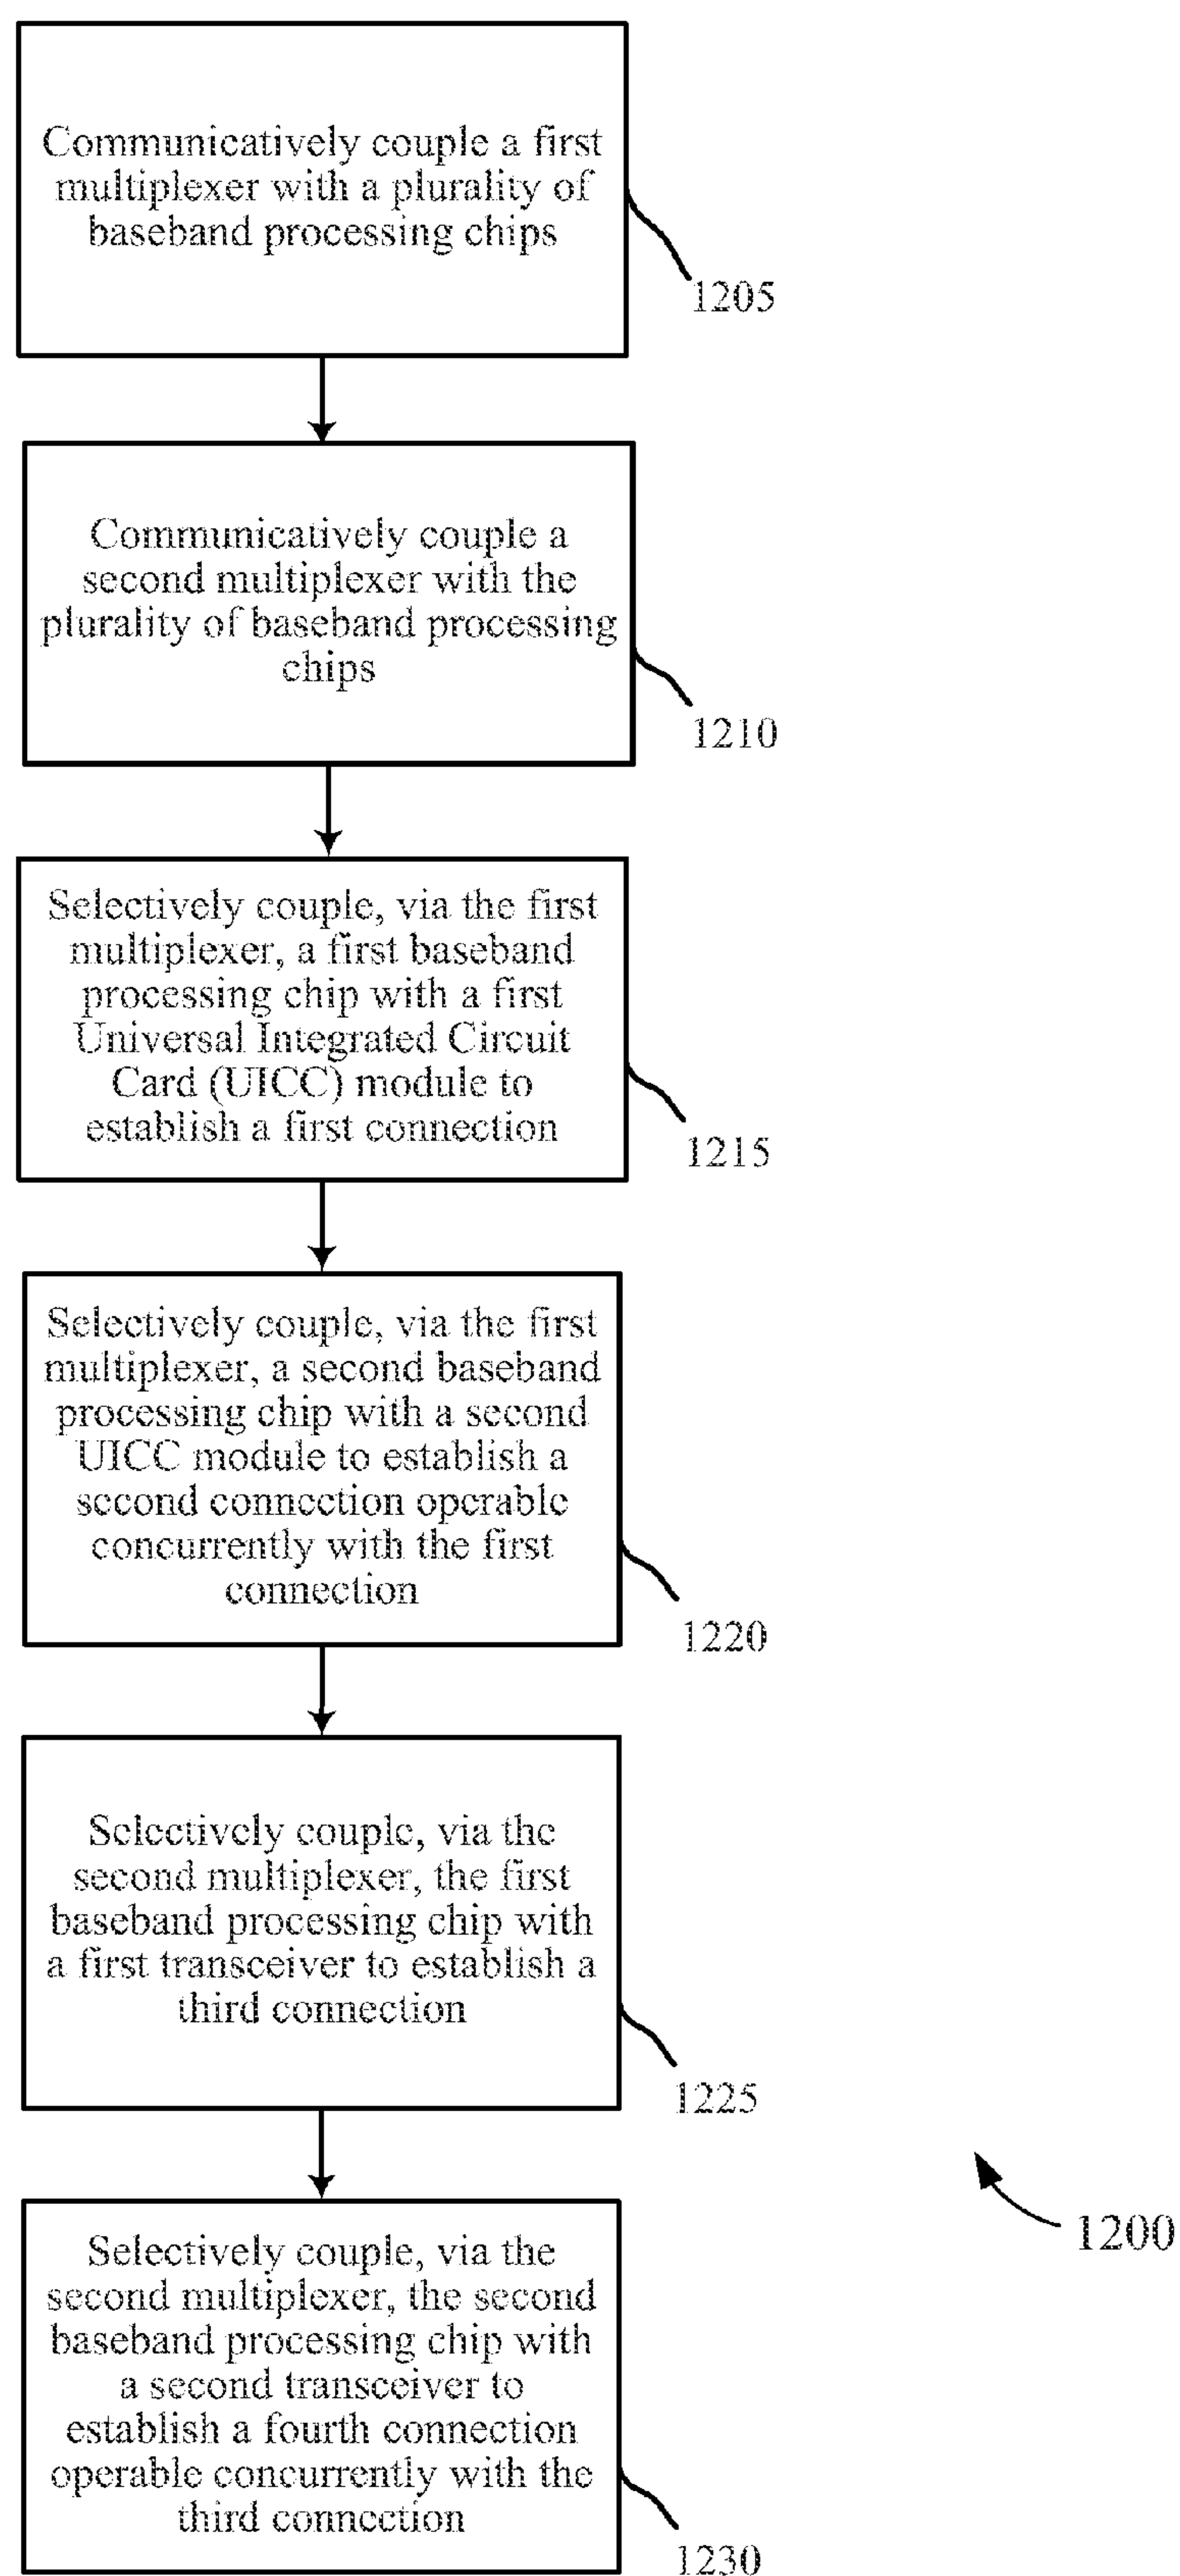 Communicatively couple a first
multiplexer with a plurality of
baseband processing chips
1205
Communicatively couple a
second multiplexer with the
plurality of baseband processing
chips
1210
Selectively couple, via the first
multiplexer, a first baseband
processing chip with a first
Universal Integrated Circuit
Card (UICC) module to
establish a first connection
1215
Selectively couple, via the first
multiplexer, a second baseband
processing chip with a second
UICC module to establish a
second connection operable
concurrently with the first
connection
1220
Selectively couple, via the
second multiplexer, the first
baseband processing chip with
a first transceiver to establish a
third connection
1225
1200
Selectively couple, via the
second multiplexer, the second
baseband processing chip with
a second transceiver to
establish a fourth connection
operable concurrently with the
third connection
1230